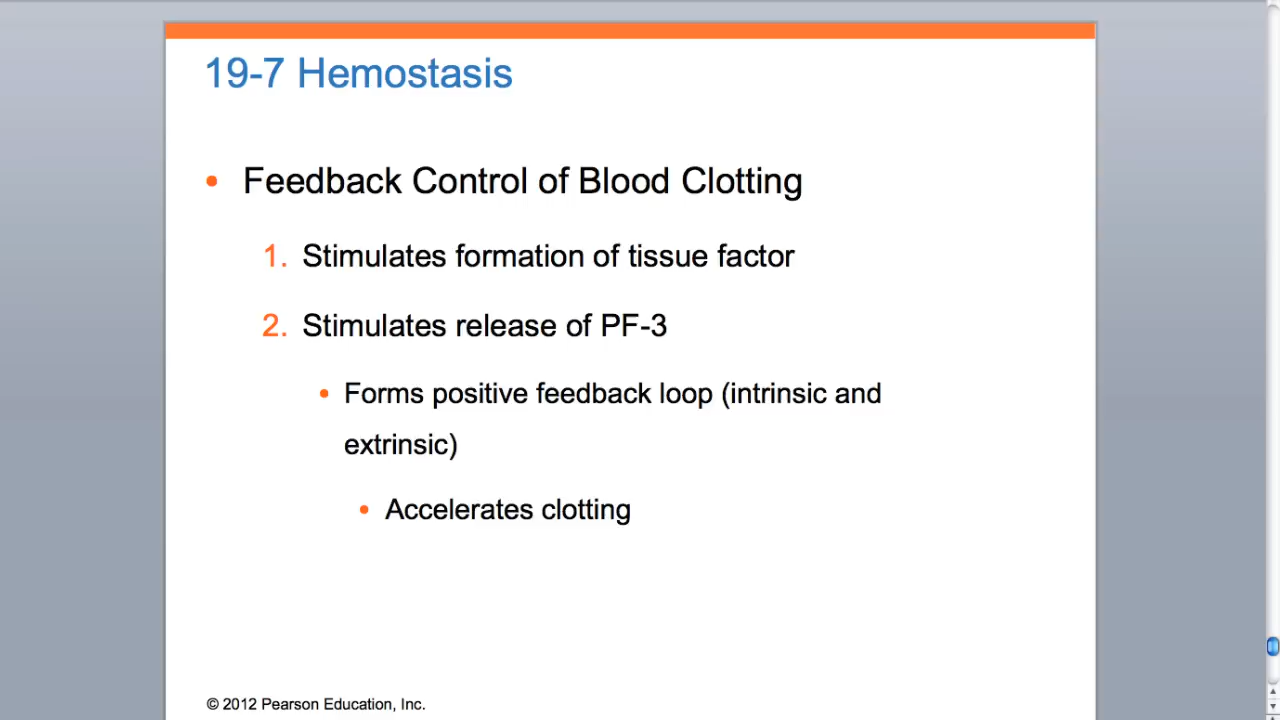 19-7 Hemostasis
• Feedback Control of Blood Clotting
1. Stimulates formation of tissue factor
2. Stimulates release of PF-3
• Forms positive feedback loop (intrinsic and
extrinsic)
• Accelerates clotting
© 2012 Pearson Education, Inc.